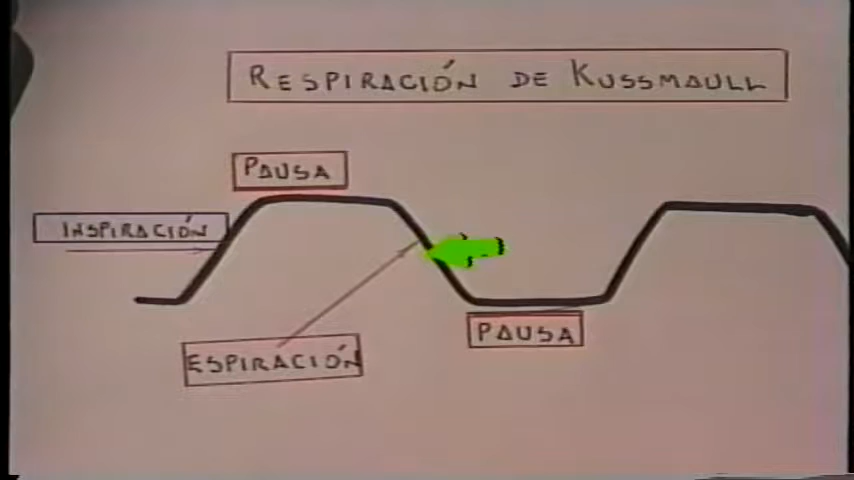 RESPIRACIÓN DE KUSSMAULL
PAUSA
INSPIRACIÓN
PAUSA
ESPIRACIÓN